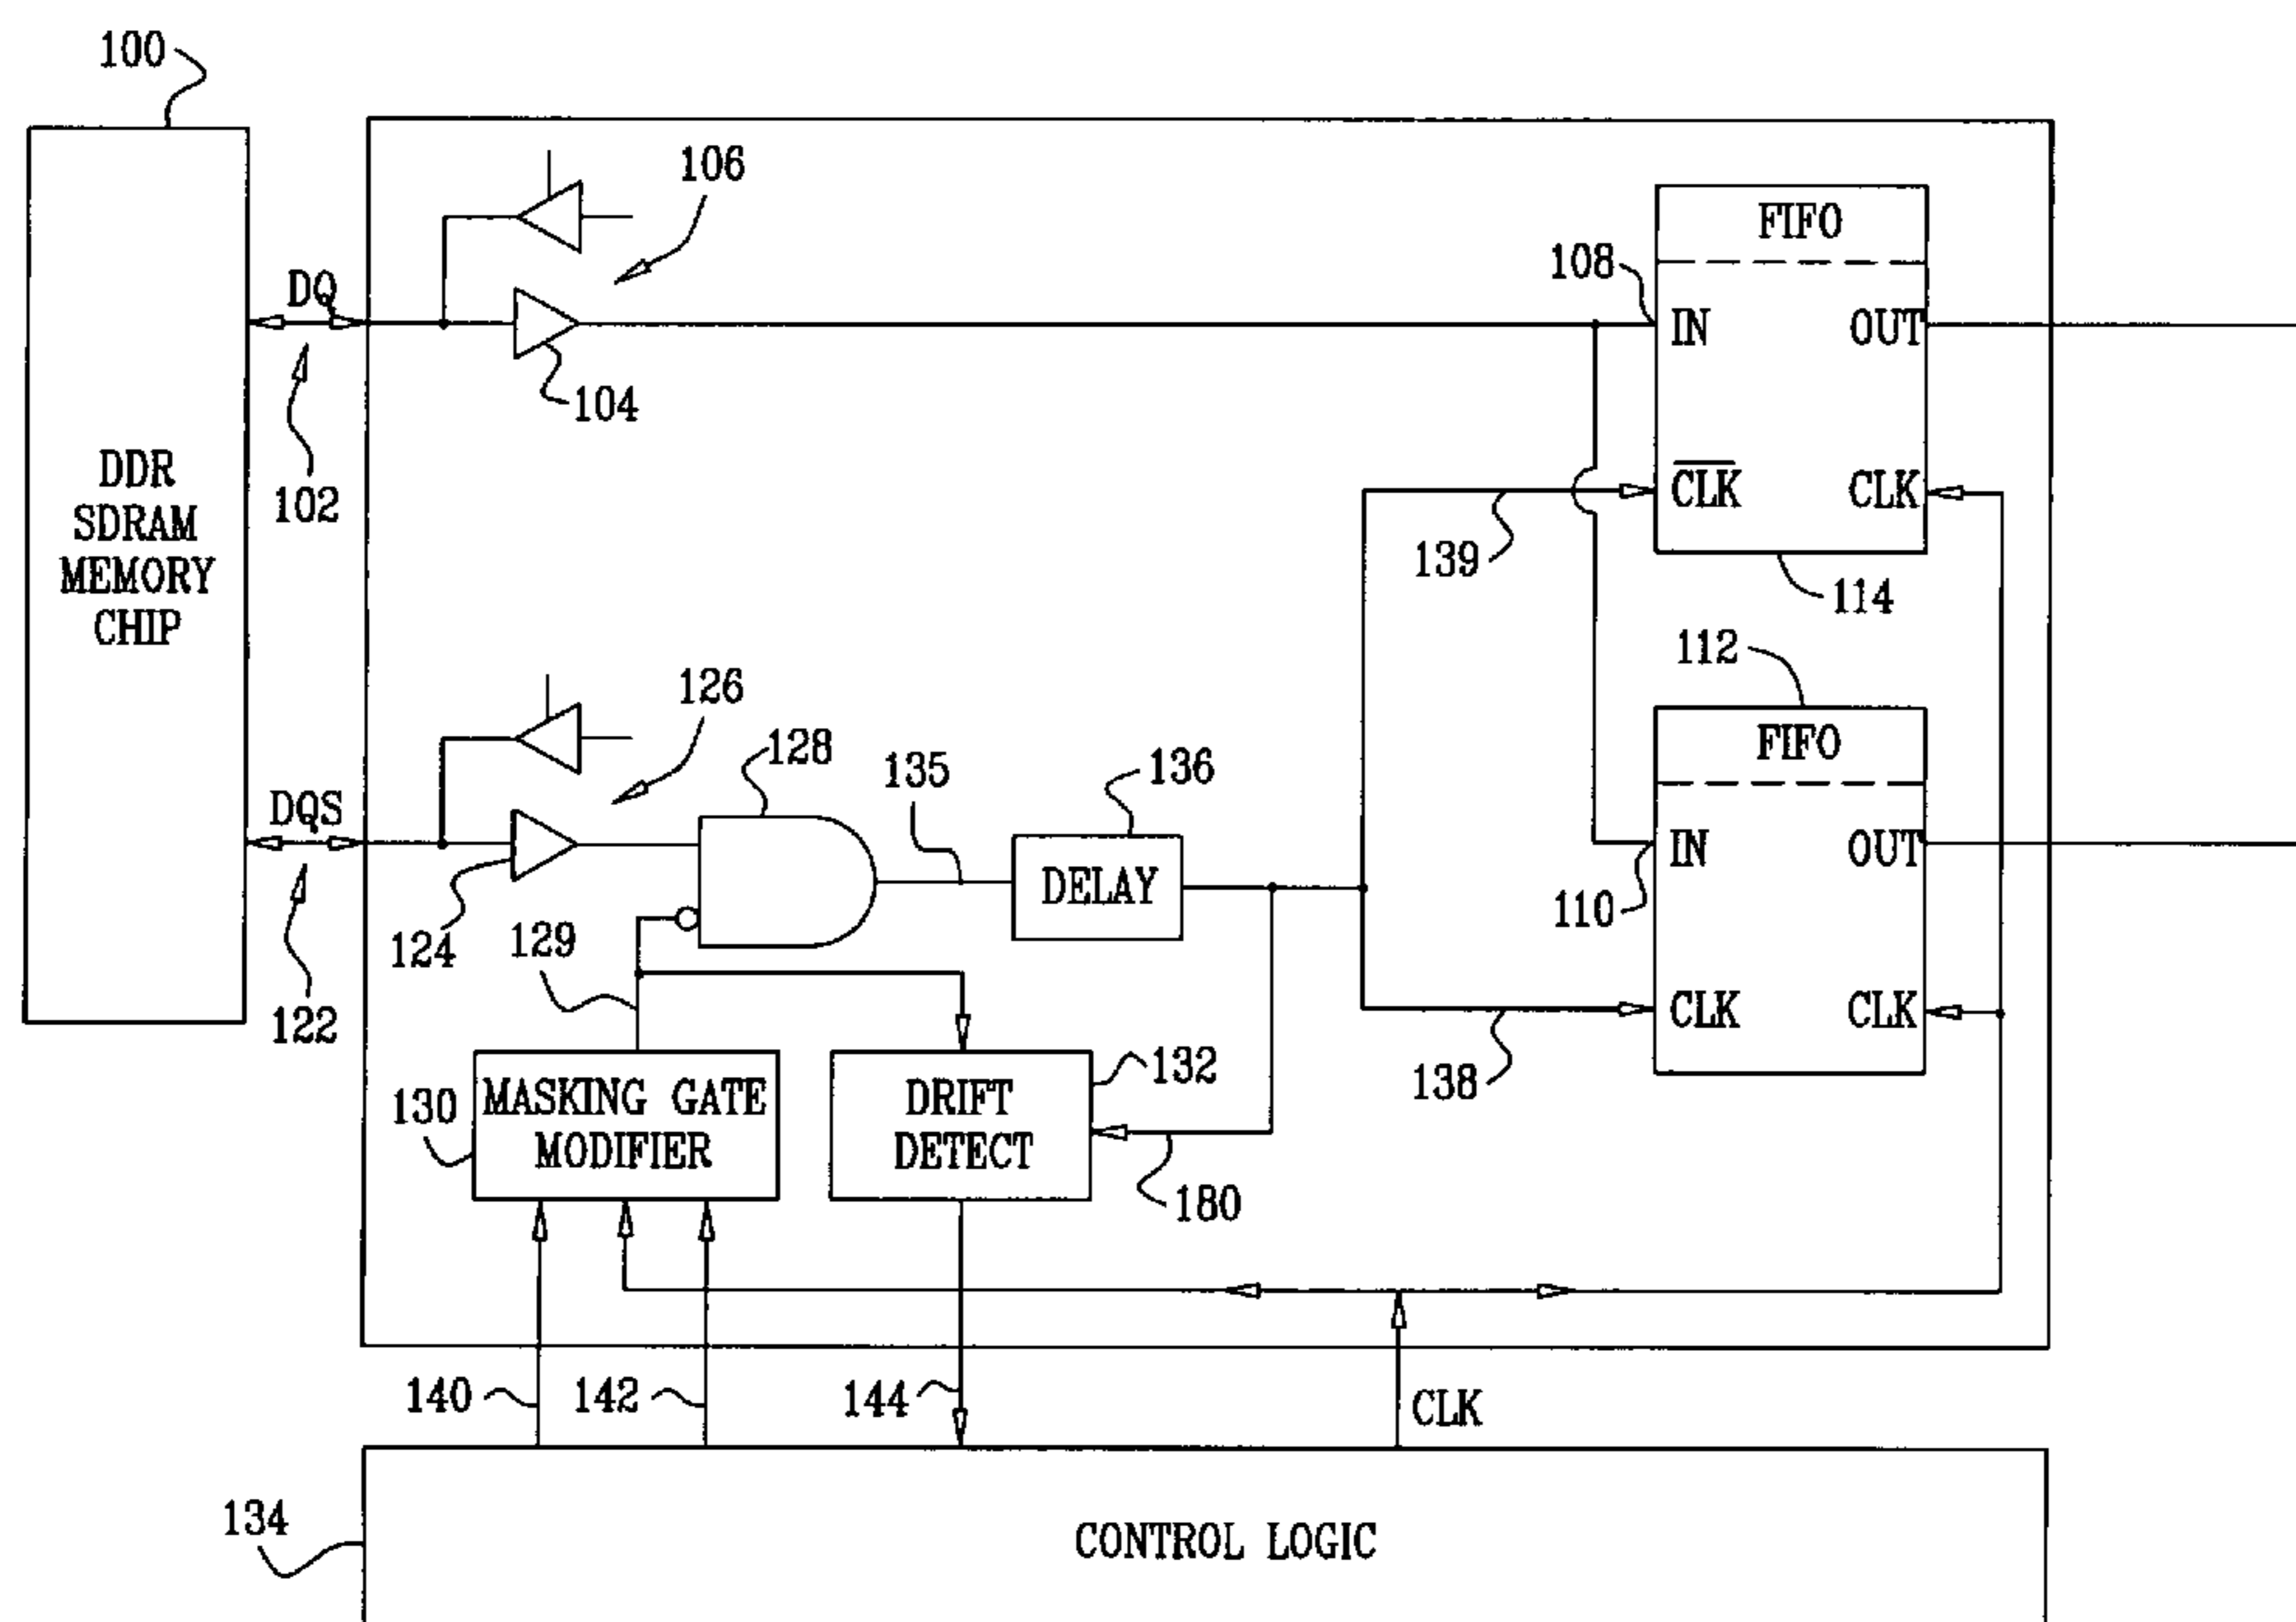 100
106
FIFO
108
DQ
IN
OUT
104
DDR
SDRAM
MEMORY
CHIP
102
C̅L̅K̅
CLK
139
114
112
126
FIFO
128
135
136
DQS
IN
OUT
DELAY
110
124
129
122
CLK
CLK
138
132
130
MASKING GATE
MODIFIER
DRIFT
DETECT
180
140
142
144
CLK
134
CONTROL LOGIC